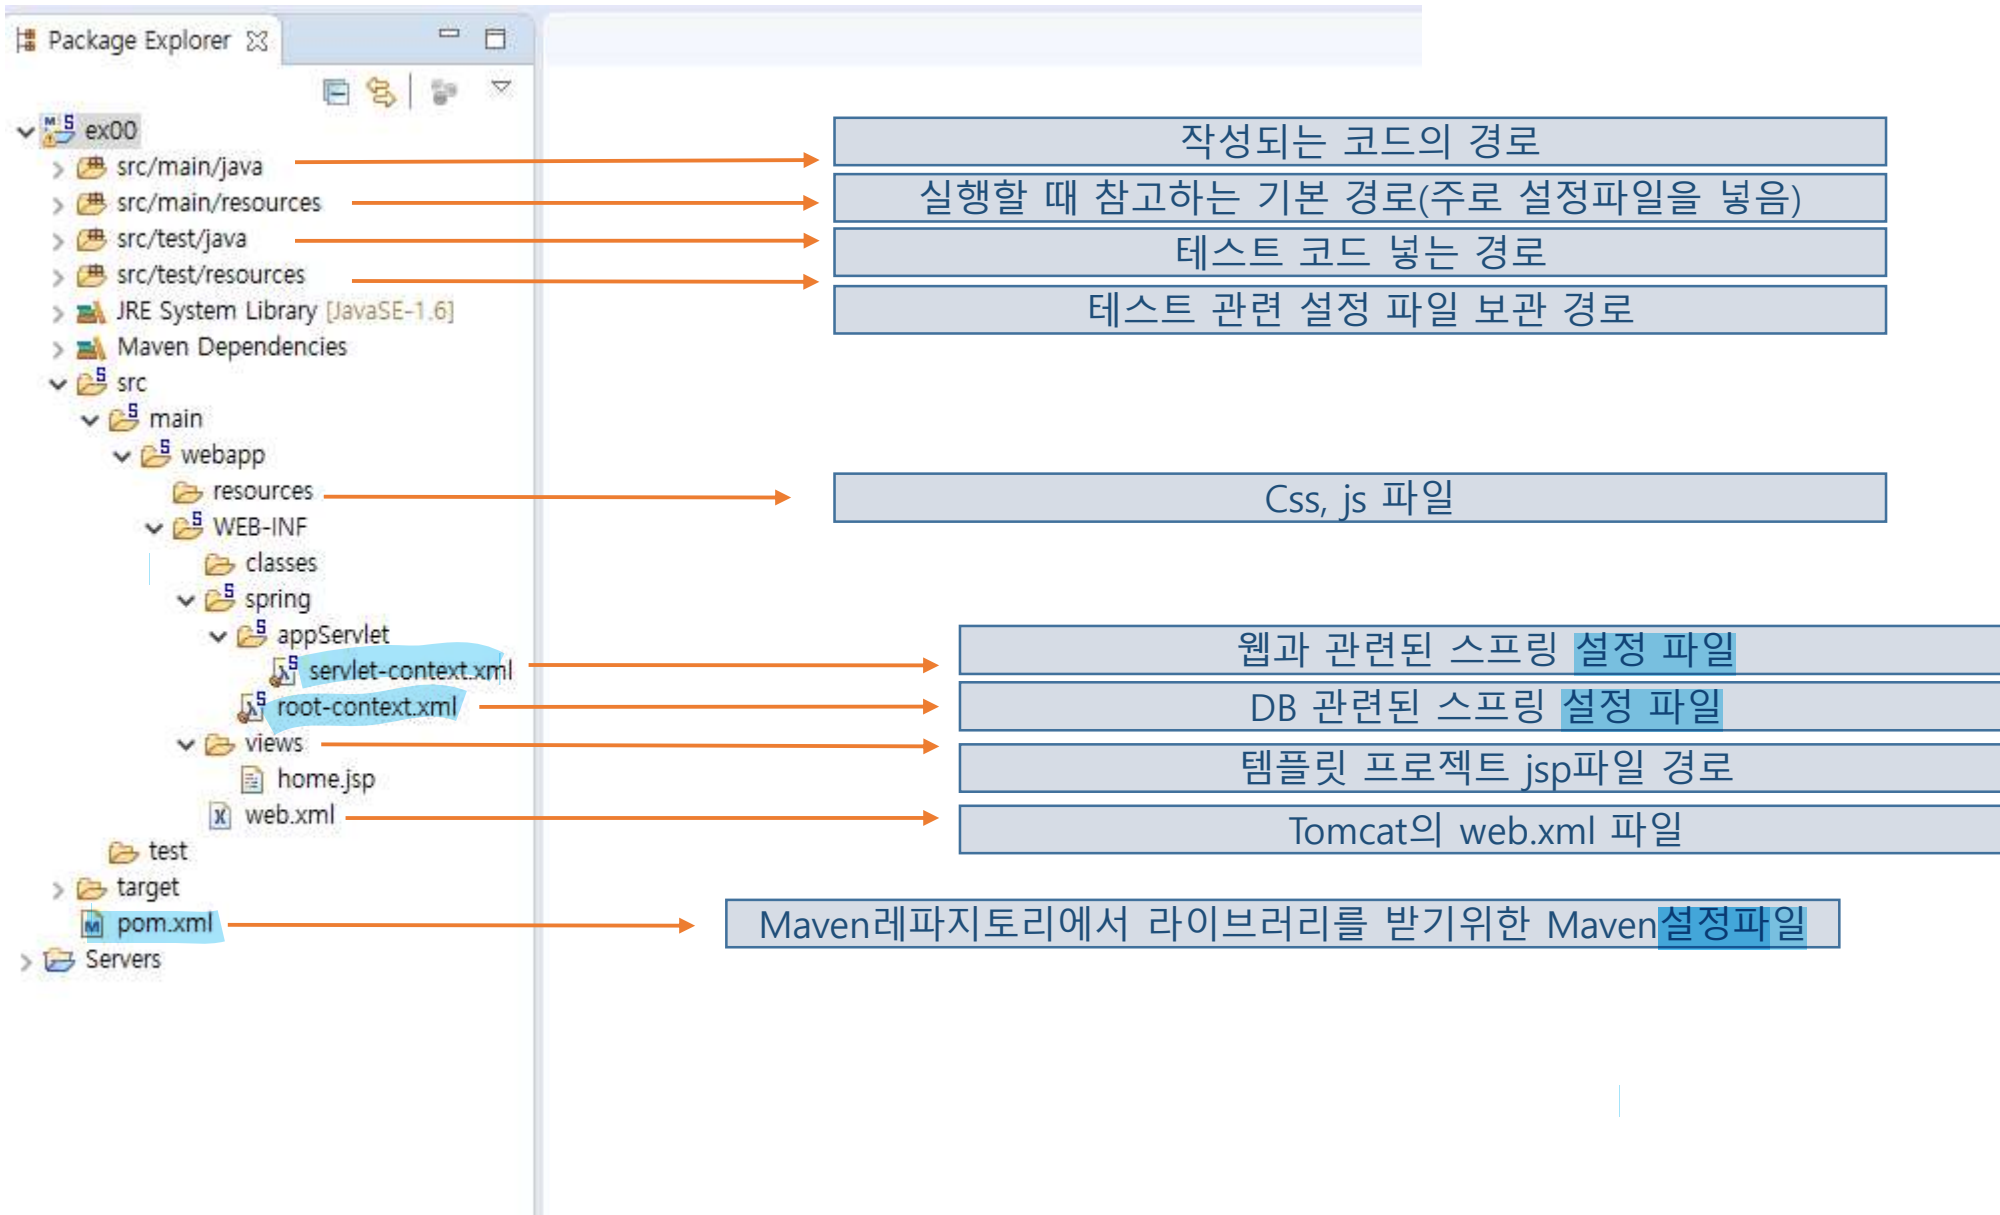 Package Explorer
ex00
src/main/java
작성되는 코드의 경로
src/main/resources
실행할 때 참고하는 기본 경로(주로 설정파일을 넣음)
src/test/java
테스트 코드 넣는 경로
src/test/resources
테스트 관련 설정 파일 보관 경로
JRE System Library [JavaSE-1.6]
Maven Dependencies
src
main
webapp
resources
Css, js 파일
WEB-INF
classes
spring
appServlet
servlet-context.xml
웹과 관련된 스프링 설정 파일
root-context.xml
DB 관련된 스프링 설정 파일
views
템플릿 프로젝트 jsp파일 경로
home.jsp
web.xml
Tomcat의 web.xml 파일
test
target
pom.xml
Maven레파지토리에서 라이브러리를 받기위한 Maven설정파일
Servers